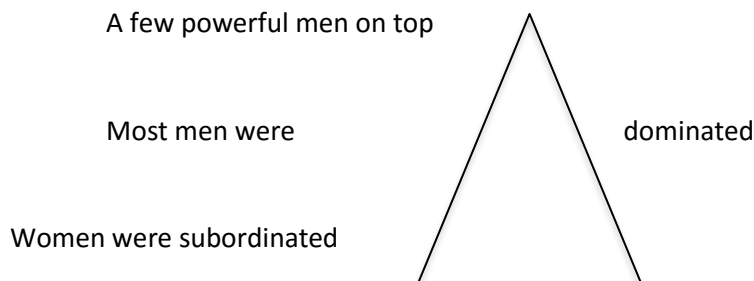 A few powerful men on top
Most men were dominated
Women were subordinated